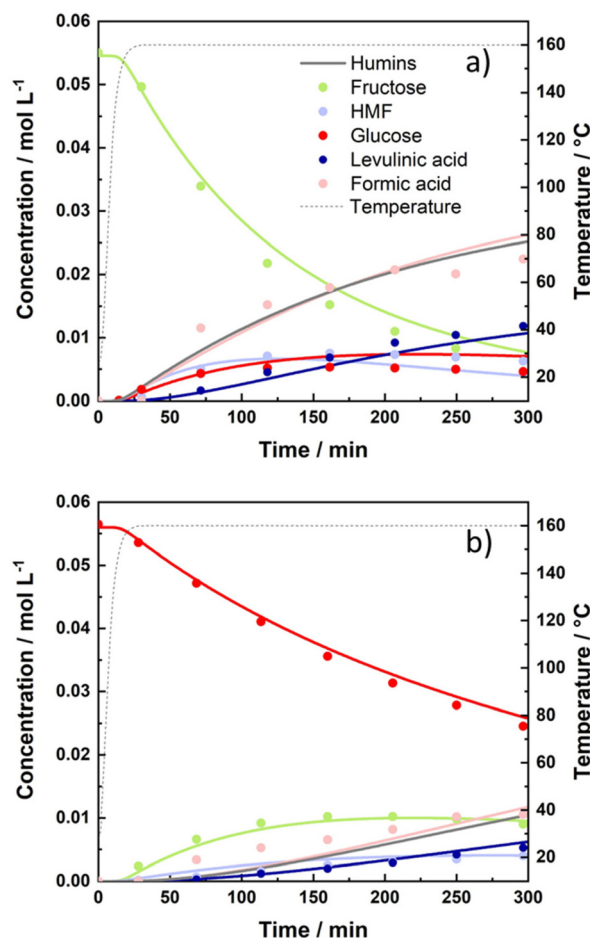 a)
Humins
Fructose
HMF
Glucose
Levulinic acid
Formic acid
Temperature
Concentration / mol L⁻¹
0.06
0.05
0.04
0.03
0.02
0.01
0.00
Temperature / °C
160
140
120
100
80
60
40
20
0 50 100 150 200 250 300
Time / min
b)
Concentration / mol L⁻¹
0.06
0.05
0.04
0.03
0.02
0.01
0.00
Temperature / °C
160
140
120
100
80
60
40
20
0 50 100 150 200 250 300
Time / min